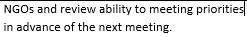 NGOs and review ability to meeting priorities
in advance of the next meeting.